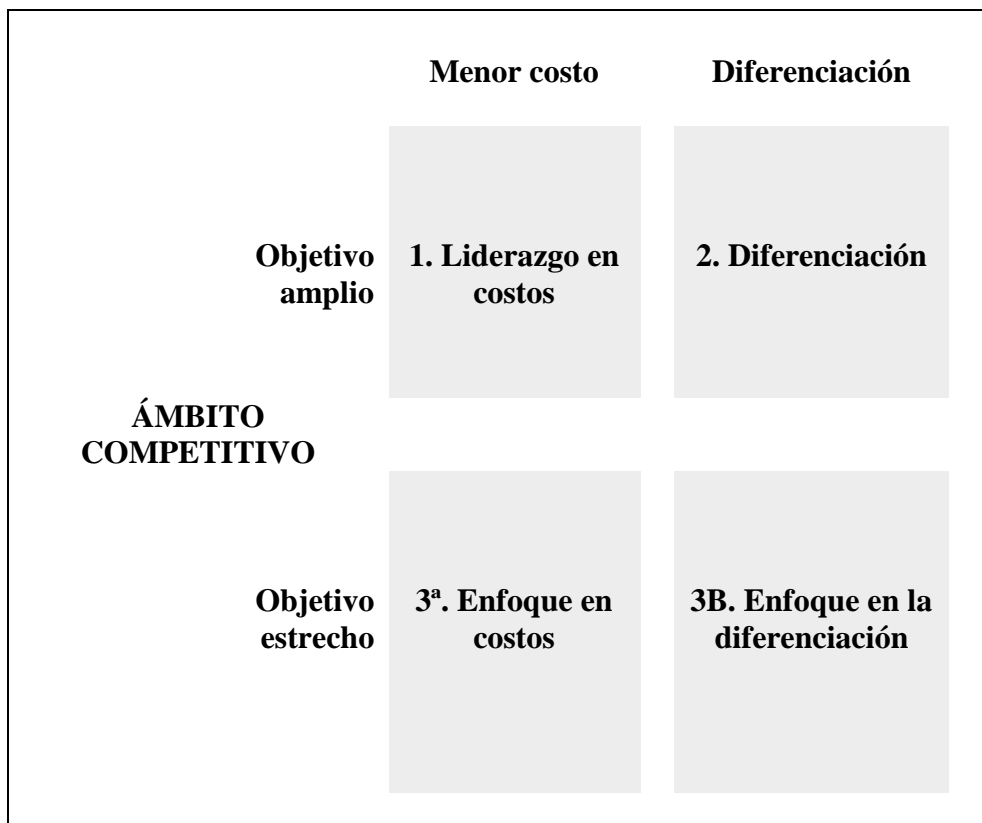 Menor costo
Diferenciación
Objetivo
amplio
1. Liderazgo en
costos
2. Diferenciación
ÁMBITO
COMPETITIVO
Objetivo
estrecho
3ª. Enfoque en
costos
3B. Enfoque en la
diferenciación